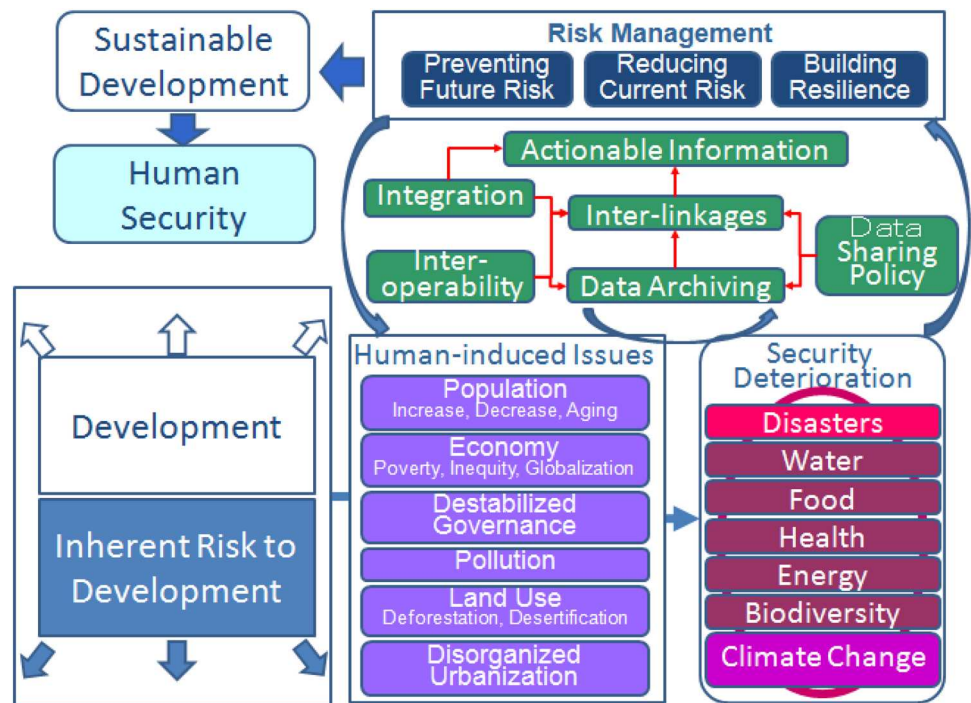 Sustainable
Development
Human
Security
Risk Management
Preventing
Future Risk
Reducing
Current Risk
Building
Resilience
Actionable Information
Integration
Inter-linkages
Inter-
operability
Data Archiving
Data
Sharing
Policy
Development
Inherent Risk to
Development
Human-induced Issues
Population
Increase, Decrease, Aging
Economy
Poverty, Inequity, Globalization
Destabilized
Governance
Pollution
Land Use
Deforestation, Desertification
Disorganized
Urbanization
Security
Deterioration
Disasters
Water
Food
Health
Energy
Biodiversity
Climate Change